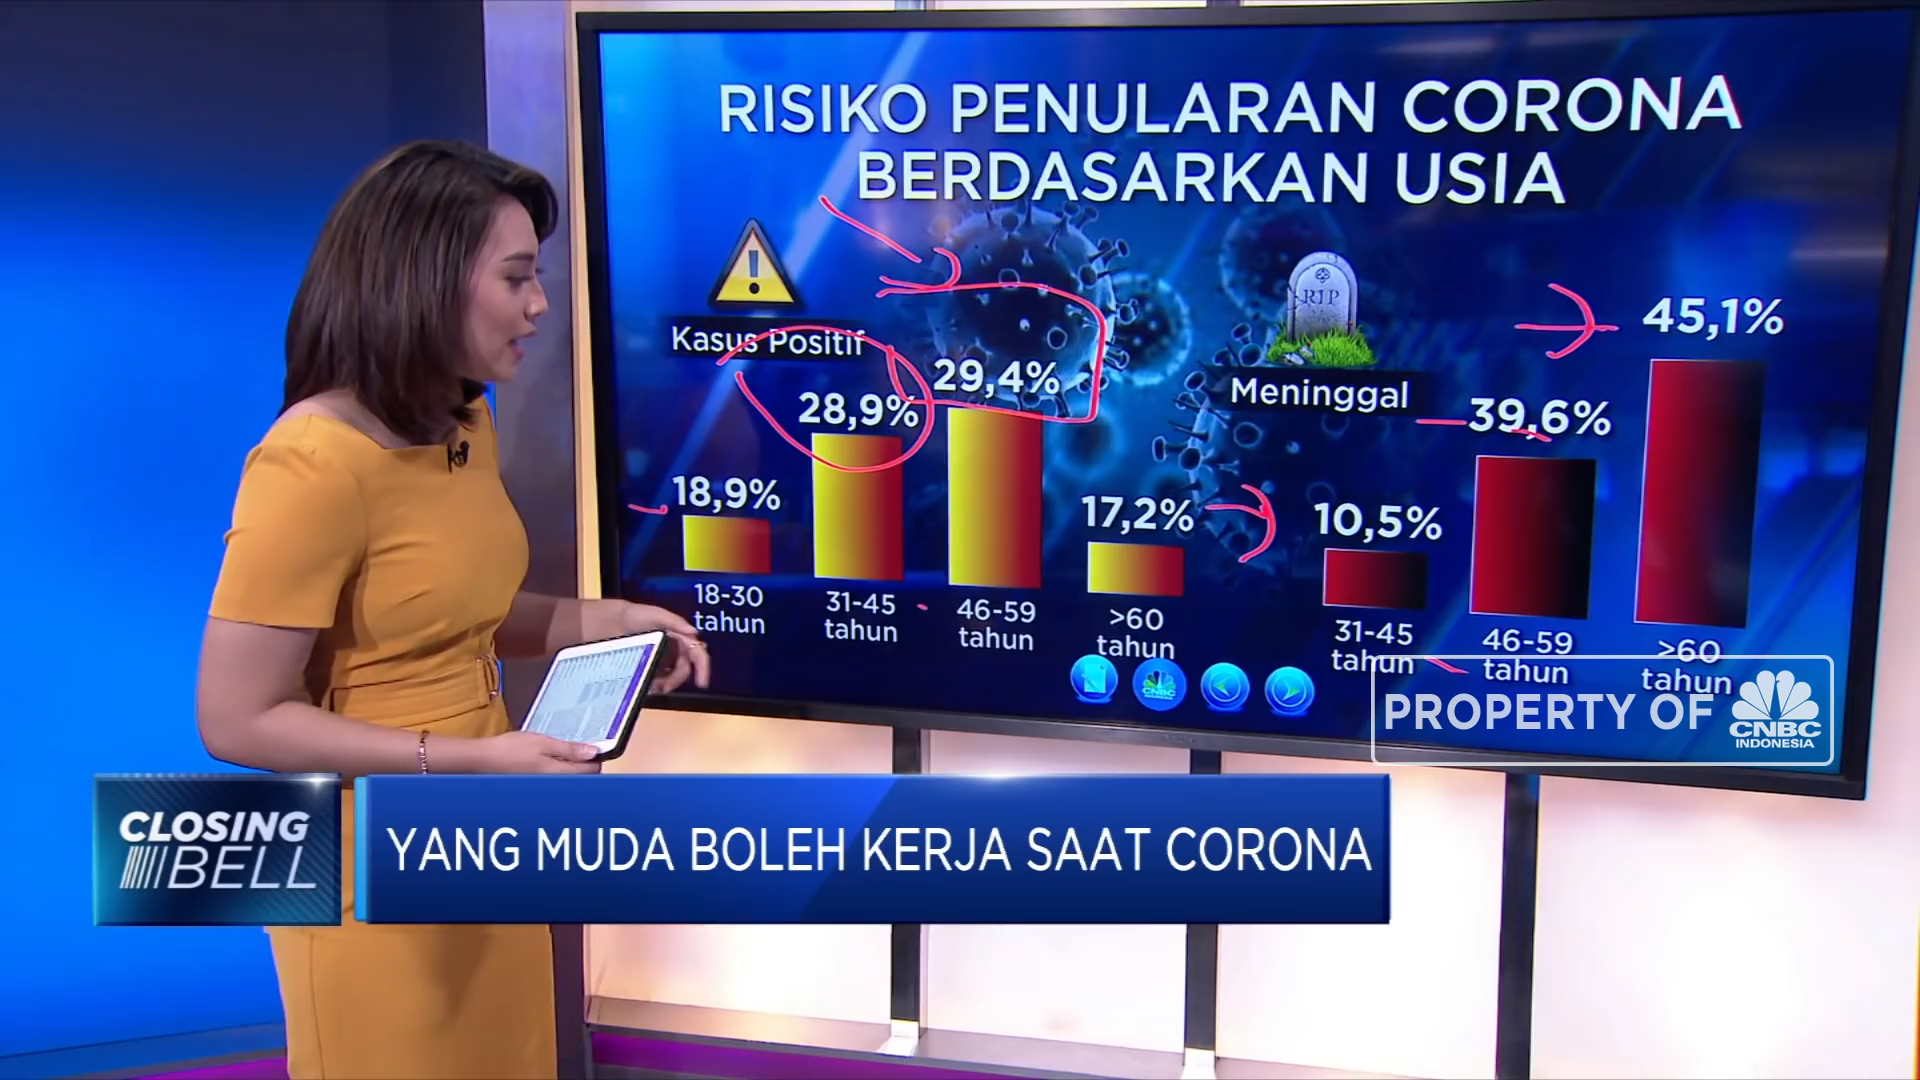 RISIKO PENULARAN CORONA
BERDASARKAN USIA
Kasus Positif
18,9%
18-30
tahun
28,9%
31-45
tahun
29,4%
46-59
tahun
17,2%
>60
tahun
RIP
Meninggal
10,5%
31-45
tahun
39,6%
46-59
tahun
45,1%
>60
tahun
CNBC
PROPERTY OF CNBC
INDONESIA
CLOSING
BELL
YANG MUDA BOLEH KERJA SAAT CORONA